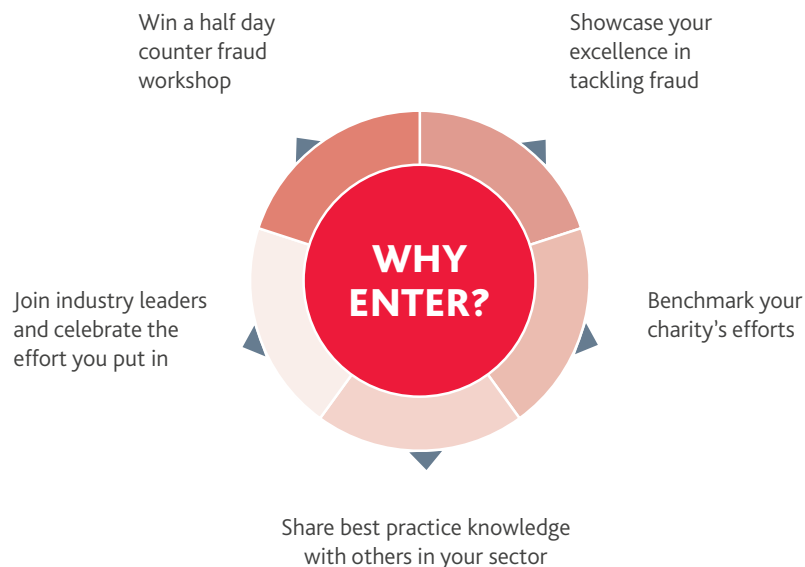 Win a half day
counter fraud
workshop
Showcase your
excellence in
tackling fraud
WHY
ENTER?
Join industry leaders
and celebrate the
effort you put in
Benchmark your
charity's efforts
Share best practice knowledge
with others in your sector